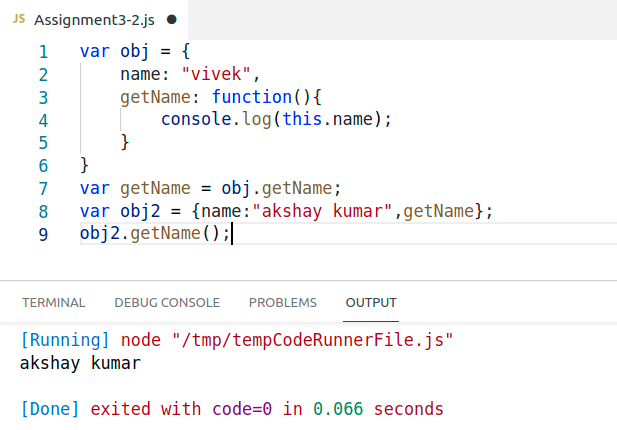 JS Assignment3-2.js ●
1 var obj = {
2     name: "vivek",
3     getName: function(){
4         console.log(this.name);
5     }
6 }
7 var getName = obj.getName;
8 var obj2 = {name:"akshay kumar",getName};
9 obj2.getName();
TERMINAL DEBUG CONSOLE PROBLEMS OUTPUT
[Running] node "/tmp/tempCodeRunnerFile.js"
akshay kumar
[Done] exited with code=0 in 0.066 seconds